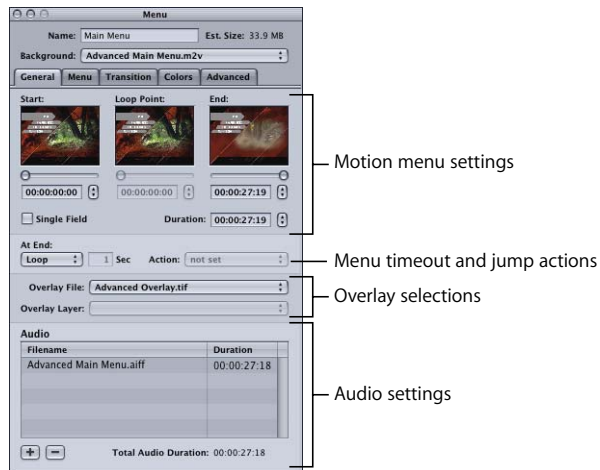 Menu
Name: Main Menu Est. Size: 33.9 MB
Background: Advanced Main Menu.m2v
General Menu Transition Colors Advanced
Start: Loop Point: End:
00:00:00:00 00:00:00:00 00:00:27:19
Single Field Duration: 00:00:27:19
Motion menu settings
At End:
Loop 1 Sec Action: not set
Menu timeout and jump actions
Overlay File: Advanced Overlay.tif
Overlay Layer:
Overlay selections
Audio
Filename Duration
Advanced Main Menu.aiff 00:00:27:18
Audio settings
Total Audio Duration: 00:00:27:18